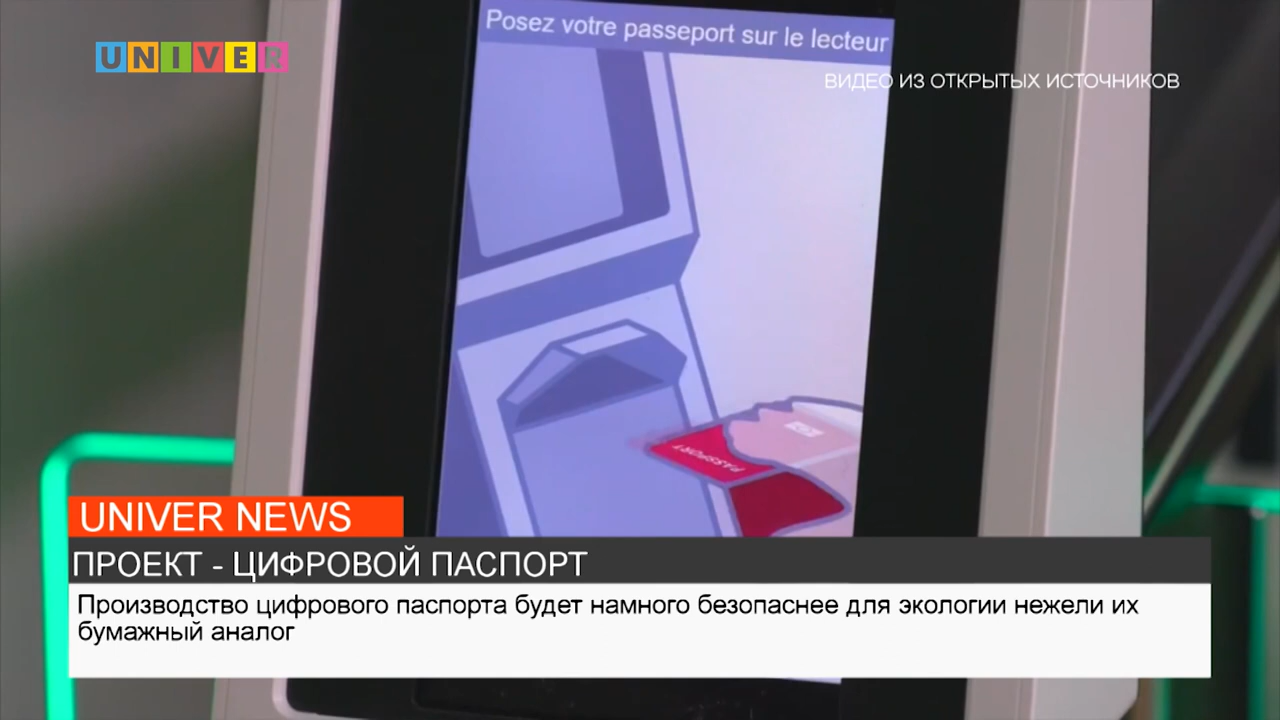 Posez votre passeport sur le lecteur
UNIVER
ВИДЕО ИЗ ОТКРЫТЫХ ИСТОЧНИКОВ
PASSPORT
UNIVER NEWS
ПРОЕКТ - ЦИФРОВОЙ ПАСПОРТ
Производство цифрового паспорта будет намного безопаснее для экологии нежели их
бумажный аналог